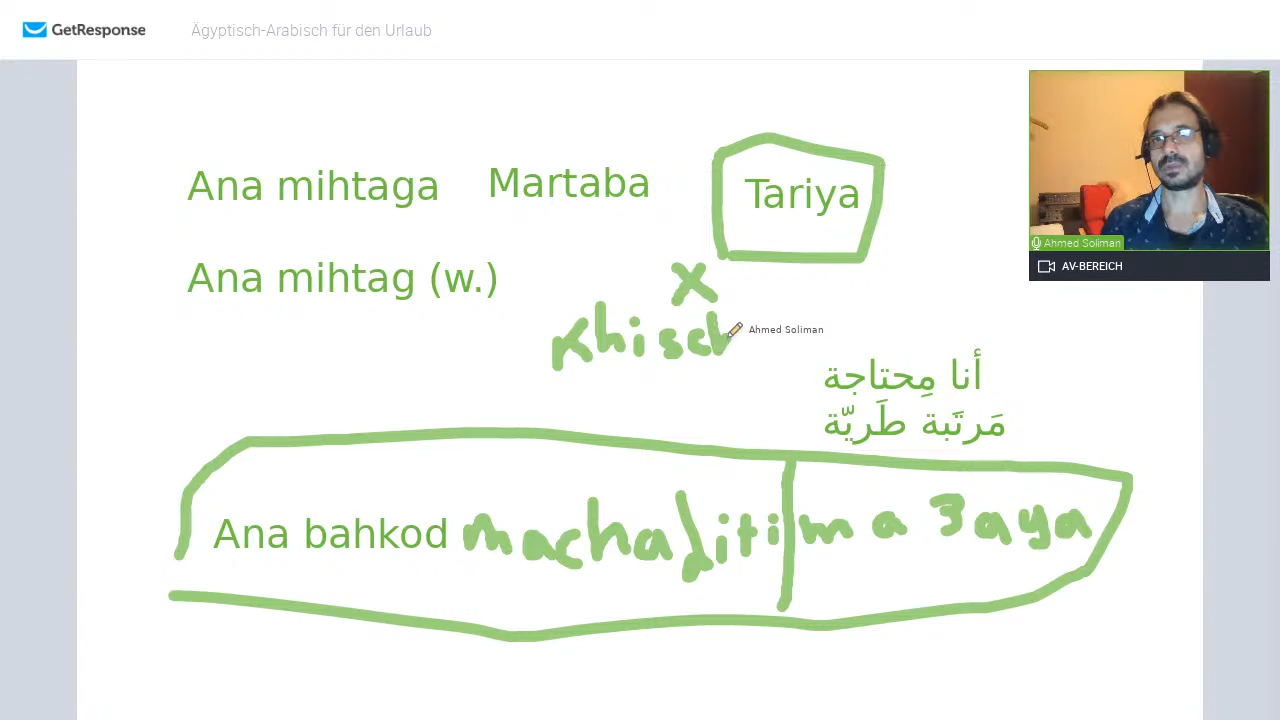 GetResponse Ägyptisch-Arabisch für den Urlaub
Ana mihtaga Martaba Tariya
Ana mihtag (w.)
x
Khisch
Ahmed Soliman
أنا مِحتاجة
مَرتَبة طَريّة
Ana bahkod machaditi ma 3aya
Ahmed Soliman
AV-BEREICH